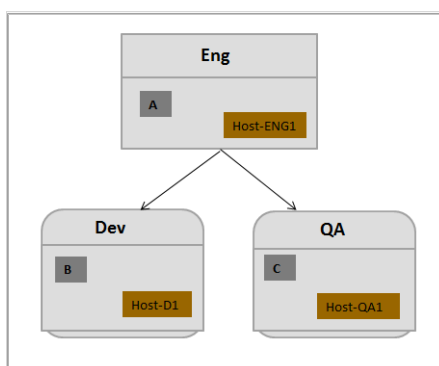 Eng
A
Host-ENG1
Dev
B
Host-D1
QA
C
Host-QA1